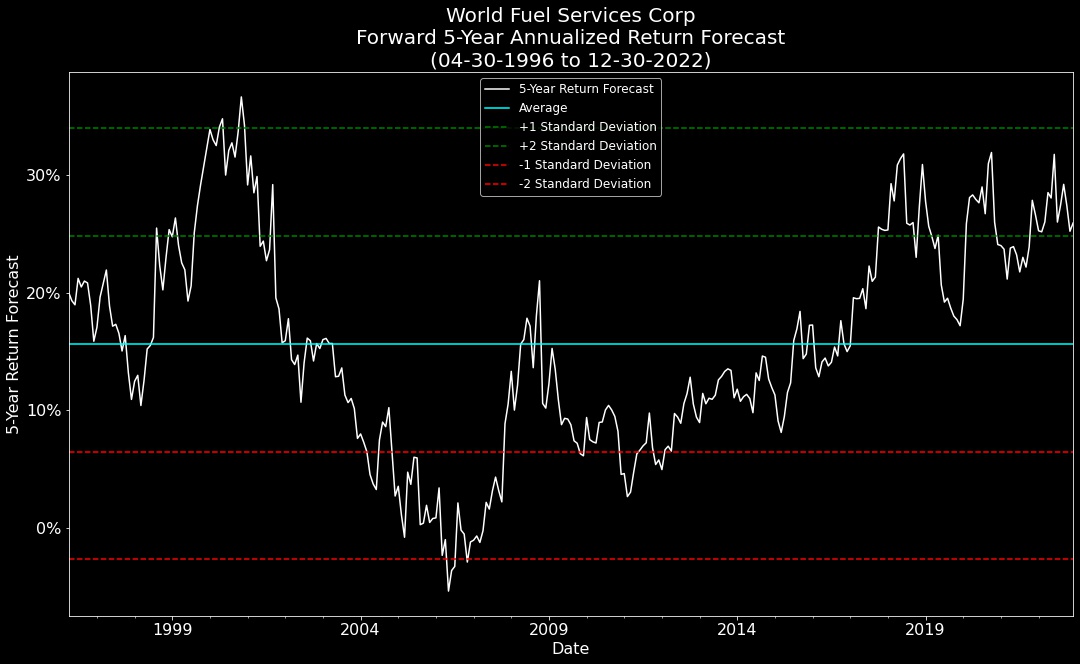 World Fuel Services Corp
Forward 5-Year Annualized Return Forecast
(04-30-1996 to 12-30-2022)
5-Year Return Forecast
Average
+1 Standard Deviation
+2 Standard Deviation
-1 Standard Deviation
-2 Standard Deviation
30%
20%
10%
0%
5-Year Return Forecast
1999
2004
2009
2014
2019
Date